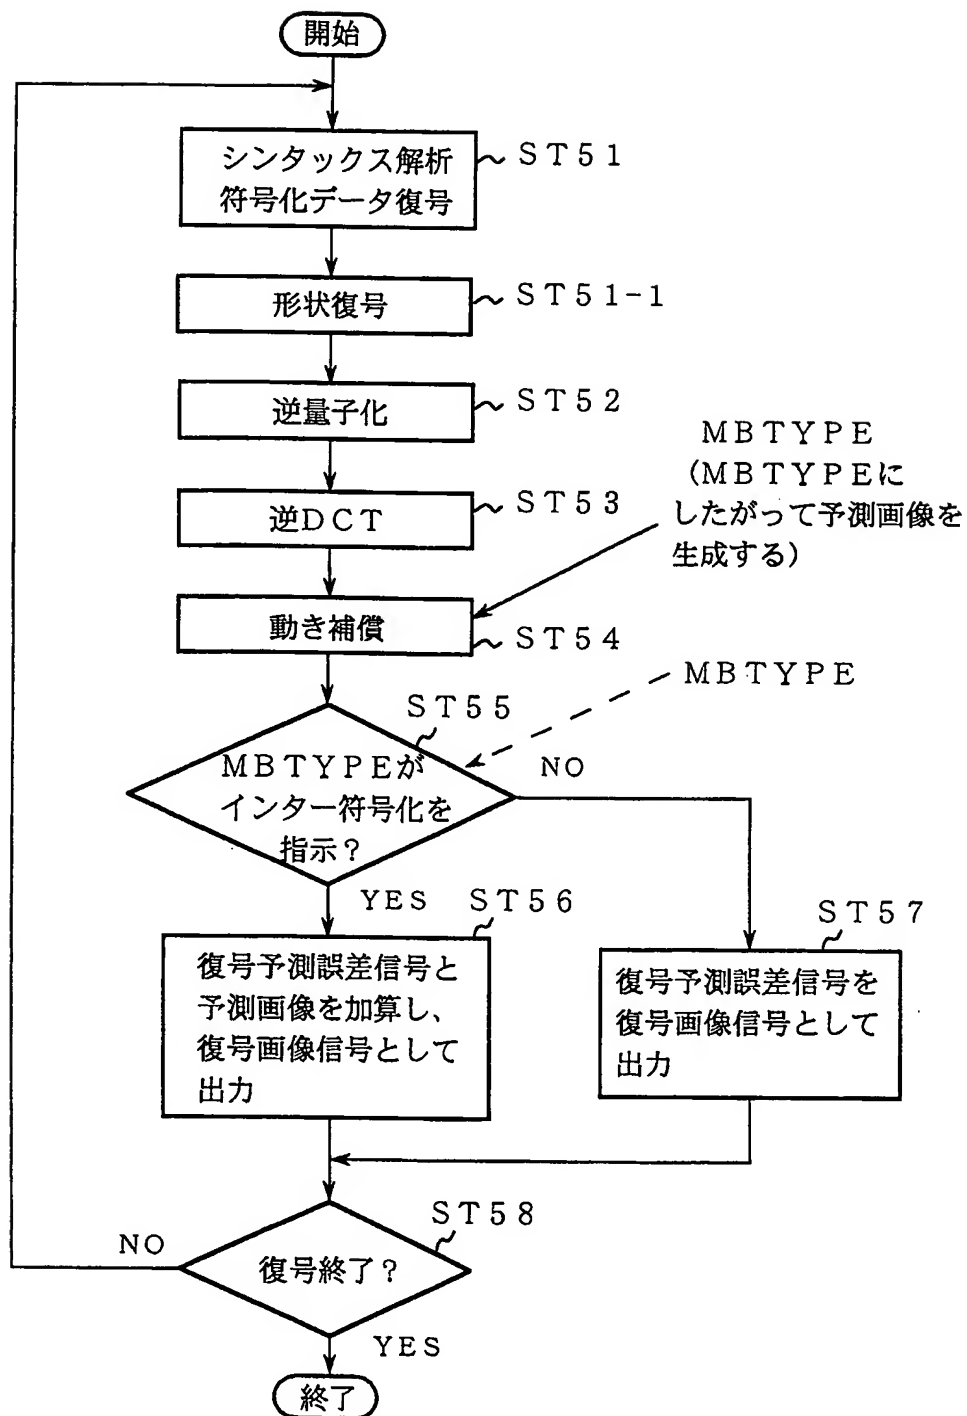 開始
シンタックス解析
符号化データ復号
ST51
形状復号
ST51-1
逆量子化
ST52
逆DCT
ST53
MBTYPE
(MBTYPEに
したがって予測画像を
生成する)
動き補償
ST54
MBTYPE
ST55
MBTYPEが
インター符号化を
指示?
NO
YES
ST56
復号予測誤差信号と
予測画像を加算し、
復号画像信号として
出力
ST57
復号予測誤差信号を
復号画像信号として
出力
ST58
復号終了?
NO
YES
終了